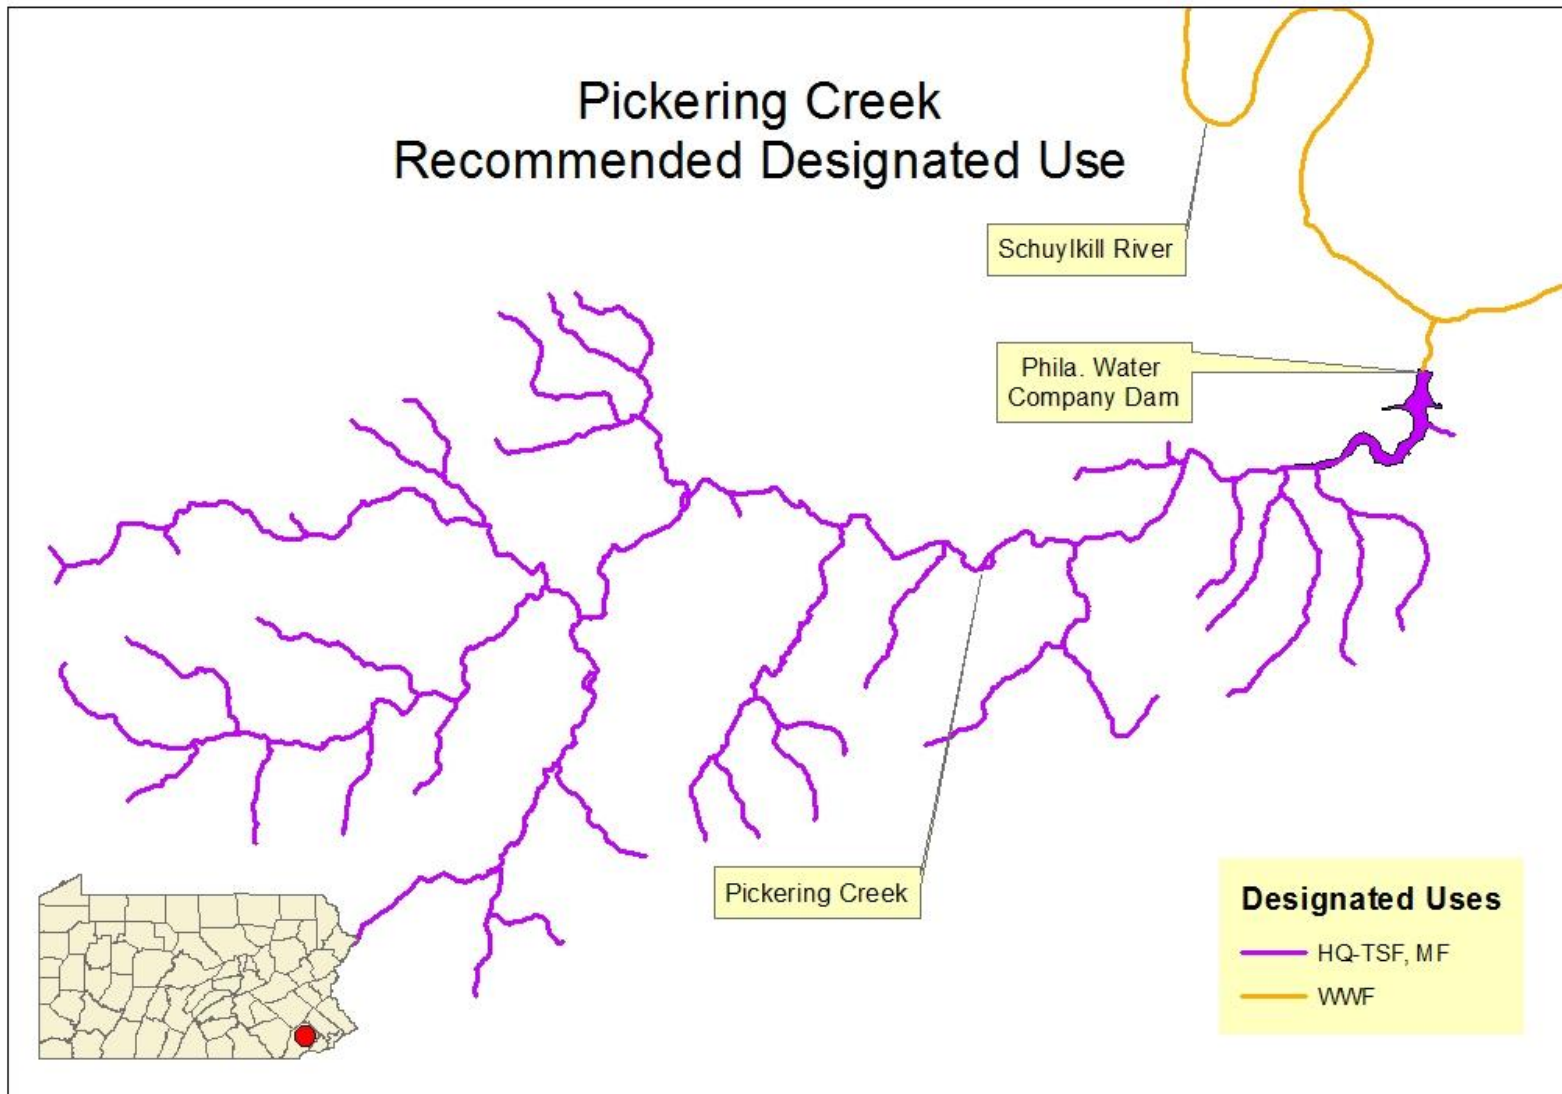 Pickering Creek
Recommended Designated Use
Schuylkill River
Phila. Water
Company Dam
Pickering Creek
Designated Uses
HQ-TSF, MF
WWF